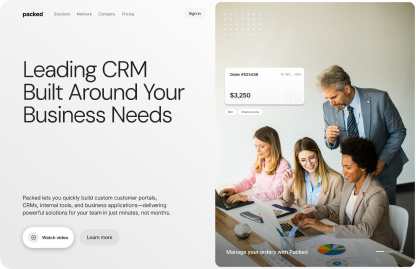 packed
Solutions Network Company Pricing
Sign in
Leading CRM
Built Around Your
Business Needs
Packed lets you quickly build custom customer portals,
CRMs, internal tools, and business applications—delivering
powerful solutions for your team in just minutes, not months.
Watch video
Learn more
Order #523436
$3,250
Manage your orders with Packed